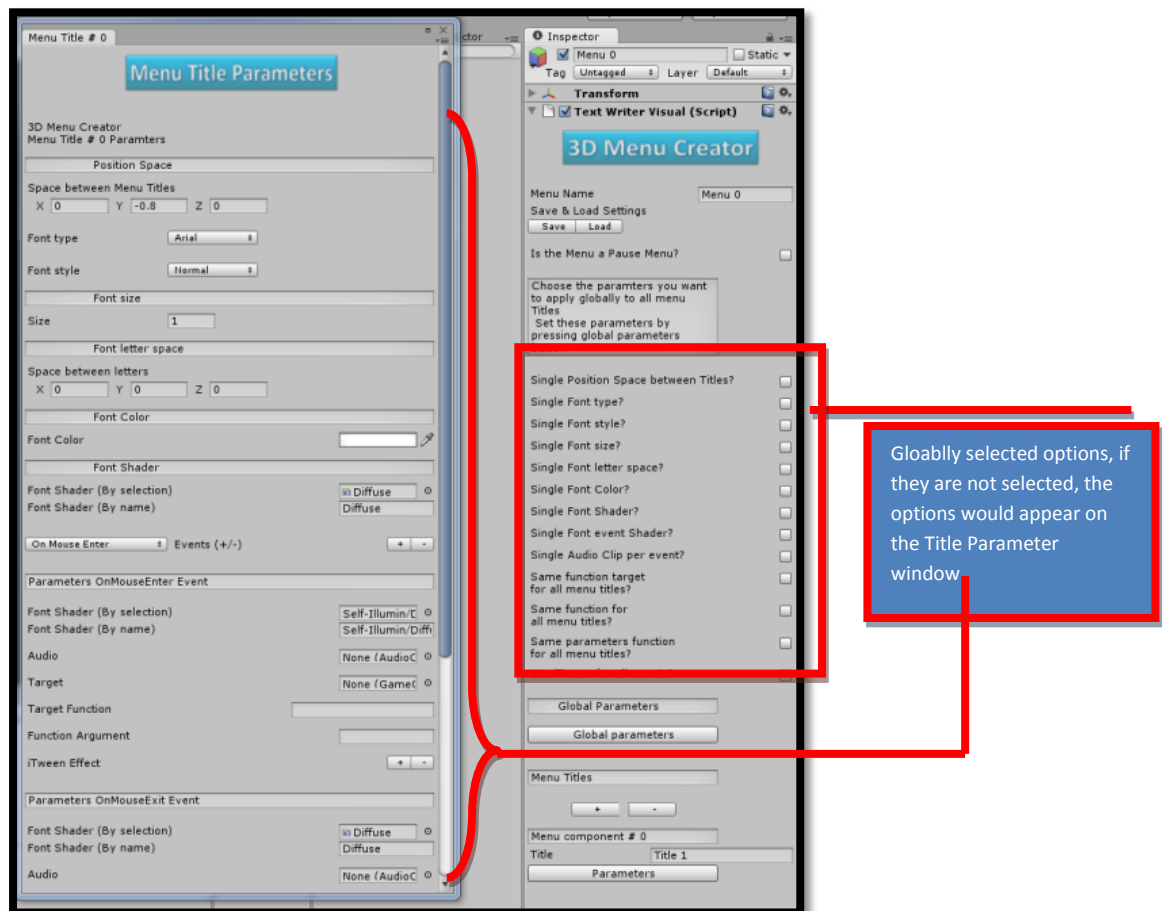 Menu Title # 0
Menu Title Parameters
3D Menu Creator
Menu Title # 0 Paramters
Position Space
Space between Menu Titles
X 0 Y -0.8 Z 0
Font type Arial
Font style Normal
Font size
Size 1
Font letter space
Space between letters
X 0 Y 0 Z 0
Font Color
Font Color
Font Shader
Font Shader (By selection) Diffuse
Font Shader (By name) Diffuse
On Mouse Enter Events (+/-) + -
Parameters OnMouseEnter Event
Font Shader (By selection) Self-Illumin/D
Font Shader (By name) Self-Illumin/Diffu
Audio None (AudioC
Target None (GameO
Target Function
Function Argument
iTween Effect + -
Parameters OnMouseExit Event
Font Shader (By selection) Diffuse
Font Shader (By name) Diffuse
Audio None (AudioC
ctor
Inspector
Menu 0 Static
Tag Untagged Layer Default
Transform
Text Writer Visual (Script)
3D Menu Creator
Menu Name Menu 0
Save & Load Settings
Save Load
Is the Menu a Pause Menu?
Choose the paramters you want
to apply globally to all menu
Titles
Set these parameters by
pressing global parameters
Single Position Space between Titles?
Single Font type?
Single Font style?
Single Font size?
Single Font letter space?
Single Font Color?
Single Font Shader?
Single Font event Shader?
Single Audio Clip per event?
Same function target
for all menu titles?
Same function for
all menu titles?
Same parameters function
for all menu titles?
Global Parameters
Global parameters
Menu Titles
+ -
Menu component # 0
Title Title 1
Parameters
Gloablly selected options, if
they are not selected, the
options would appear on
the Title Parameter
window